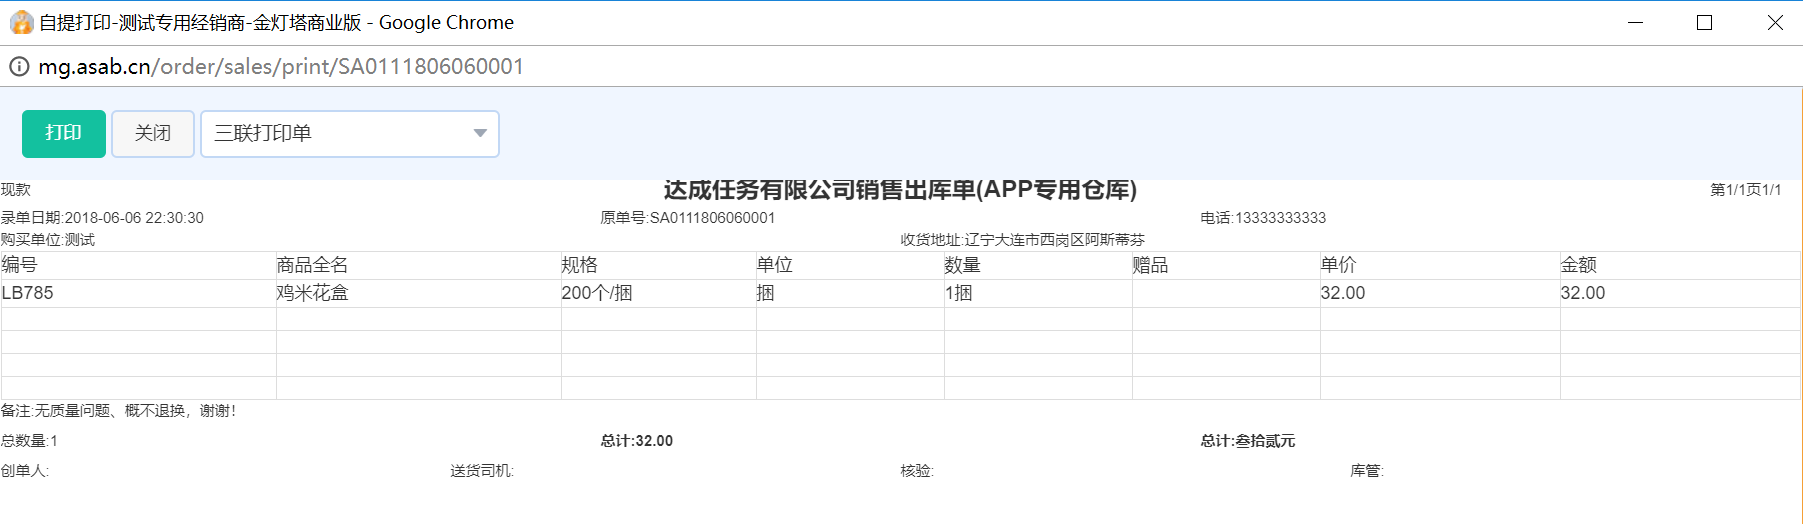 自提打印-测试专用经销商-金灯塔商业版 - Google Chrome
mg.asab.cn/order/sales/print/SA0111806060001
打印 关闭 三联打印单
现款 达成任务有限公司销售出库单(APP专用仓库) 第1/1页1/1
录单日期:2018-06-06 22:30:30 原单号:SA0111806060001 电话:13333333333
购买单位:测试 收货地址:辽宁大连市西岗区阿斯蒂芬
编号 商品全名 规格 单位 数量 赠品 单价 金额
LB785 鸡米花盒 200个/捆 捆 1捆 32.00 32.00
备注:无质量问题、概不退换，谢谢！
总数量:1 总计:32.00 总计:叁拾贰元
创单人: 送货司机: 核验: 库管: